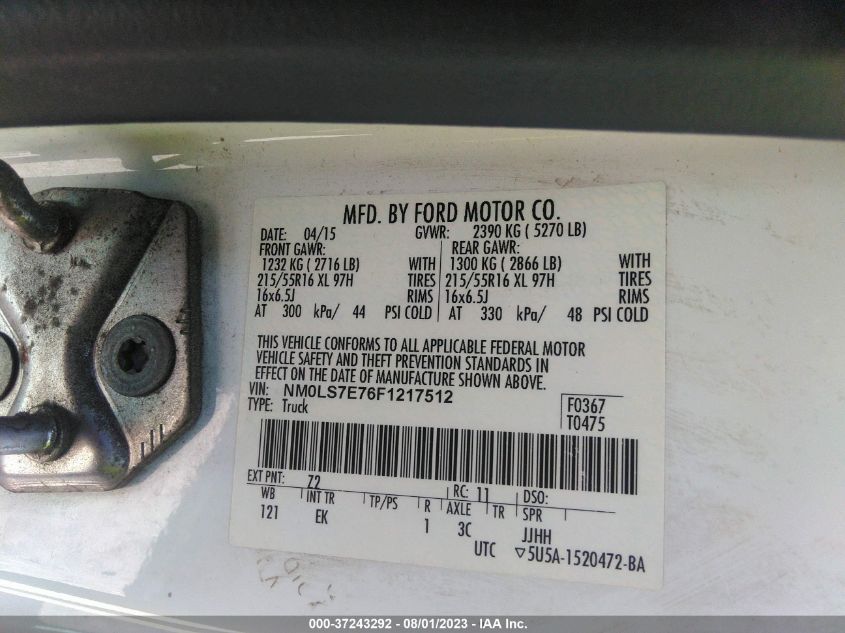 MFD. BY FORD MOTOR CO.
DATE: 04/15 GVWR: 2390 KG ( 5270 LB)
FRONT GAWR: REAR GAWR:
1232 KG ( 2716 LB) WITH 1300 KG ( 2866 LB) WITH
215/55R16 XL 97H TIRES 215/55R16 XL 97H TIRES
16x6.5J RIMS 16x6.5J RIMS
AT 300 kPa/ 44 PSI COLD AT 330 kPa/ 48 PSI COLD
THIS VEHICLE CONFORMS TO ALL APPLICABLE FEDERAL MOTOR
VEHICLE SAFETY AND THEFT PREVENTION STANDARDS IN
EFFECT ON THE DATE OF MANUFACTURE SHOWN ABOVE.
VIN: NM0LS7E76F1217512
TYPE: Truck
F0367
T0475
EXT PNT: Z2 RC: 11 DSO:
WB INT TR TP/PS R AXLE TR SPR
121 EK 1 3C JJHH
UTC ▽5U5A-1520472-BA
000-37243292 - 08/01/2023 - IAA Inc.